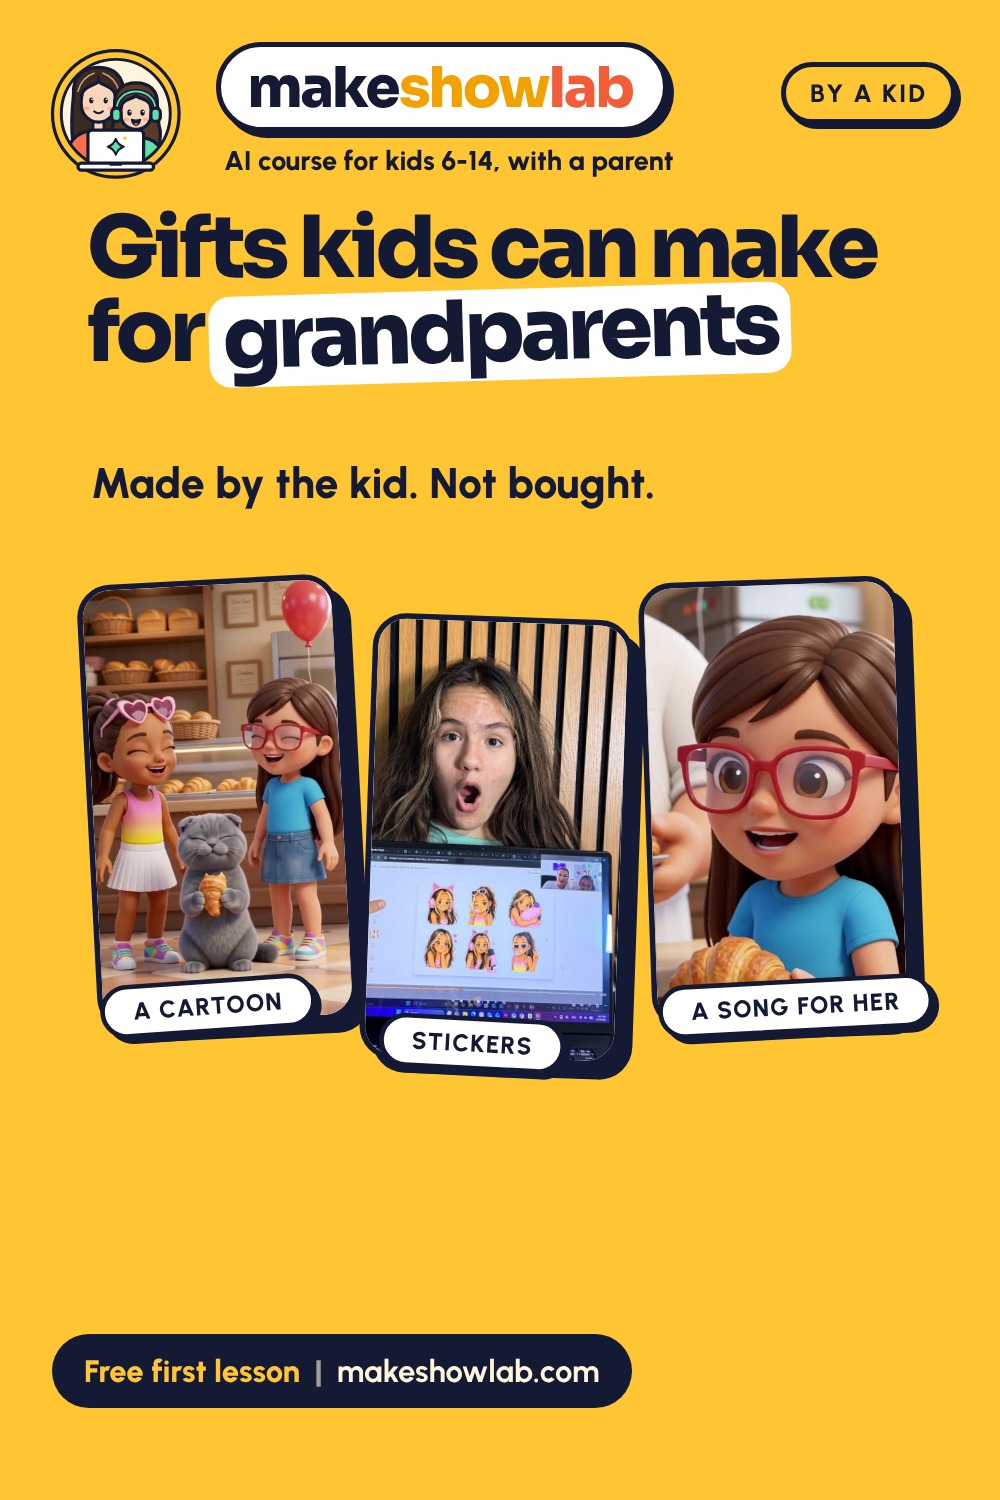 makeshowlab
BY A KID
AI course for kids 6-14, with a parent
Gifts kids can make
for grandparents
Made by the kid. Not bought.
A CARTOON
STICKERS
A SONG FOR HER
Free first lesson | makeshowlab.com